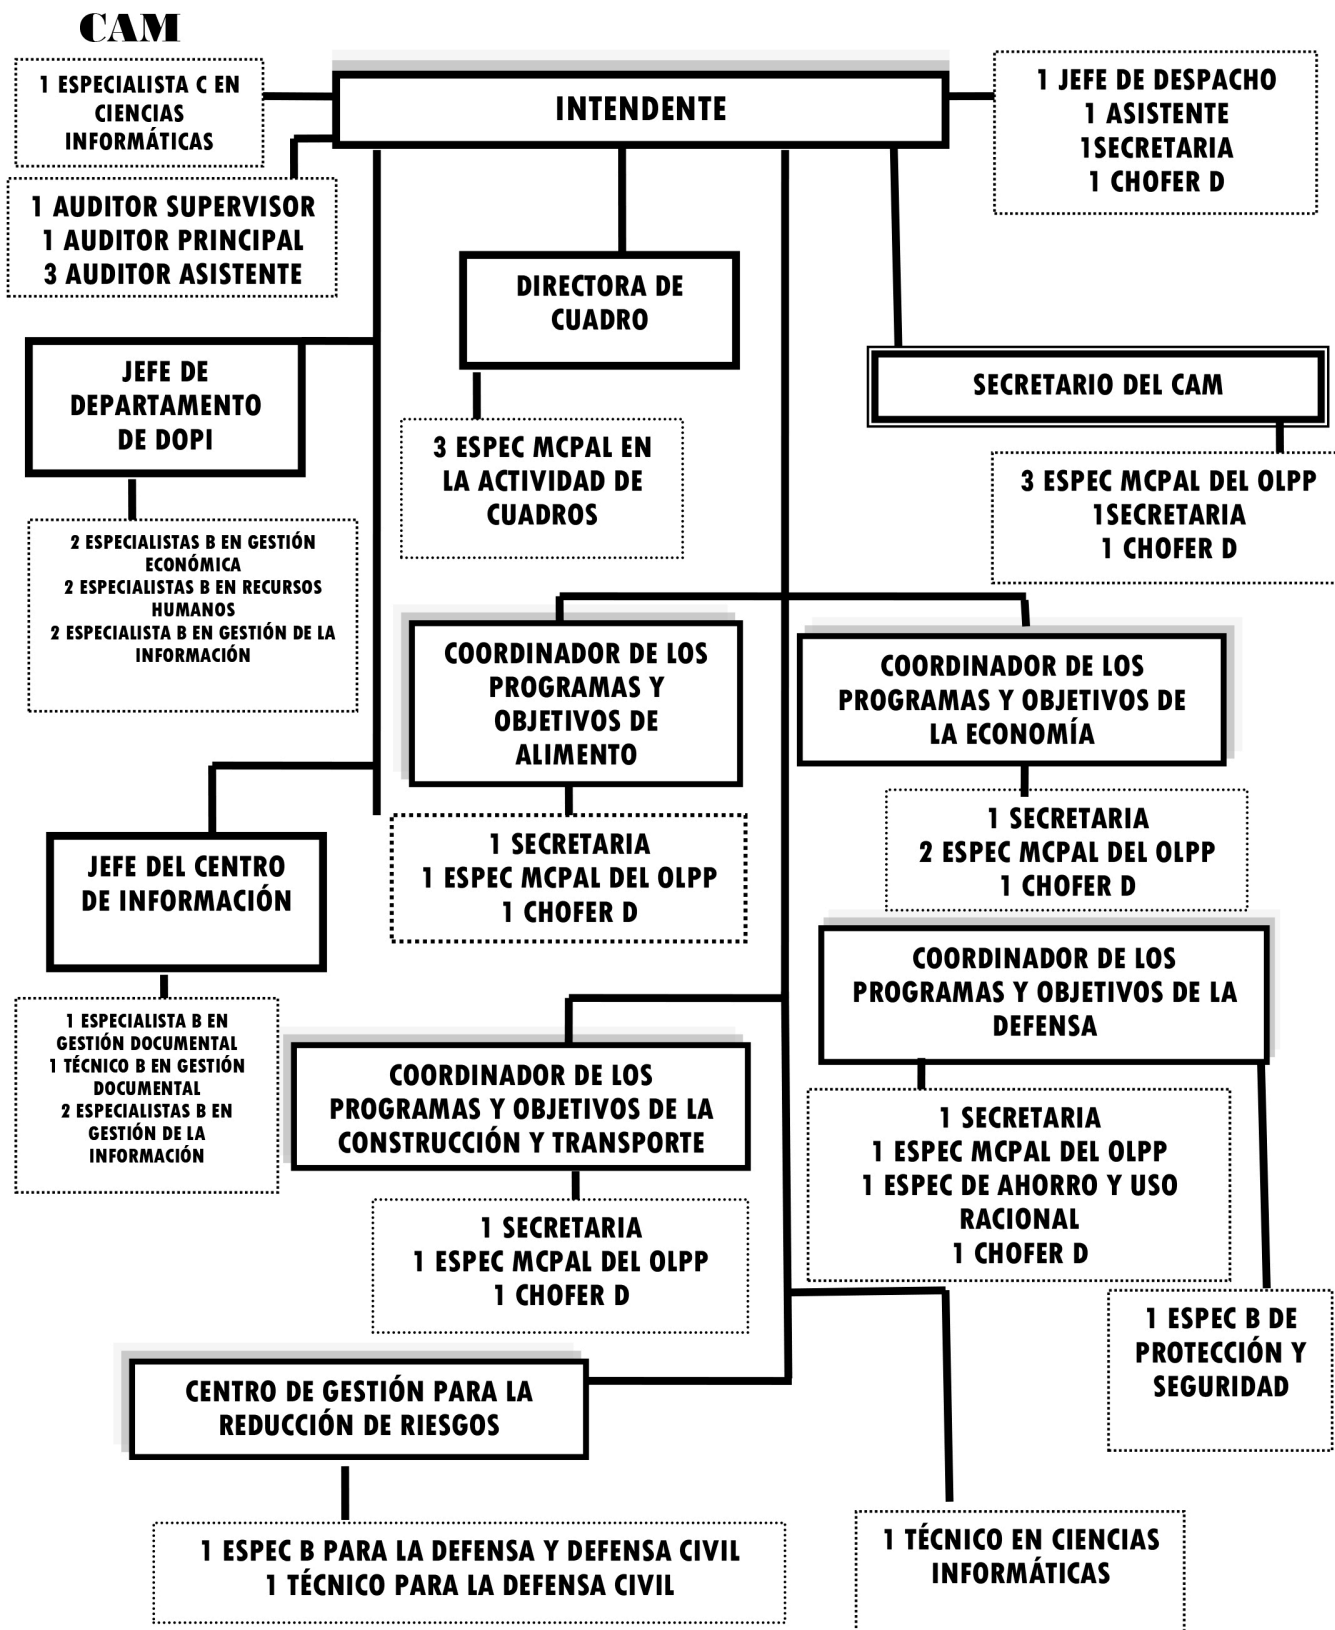 CAM
1 ESPECIALISTA C EN
CIENCIAS
INFORMÁTICAS
INTENDENTE
1 JEFE DE DESPACHO
1 ASISTENTE
1SECRETARIA
1 CHOFER D
1 AUDITOR SUPERVISOR
1 AUDITOR PRINCIPAL
3 AUDITOR ASISTENTE
DIRECTORA DE
CUADRO
JEFE DE
DEPARTAMENTO
DE DOPI
SECRETARIO DEL CAM
3 ESPEC MCPAL EN
LA ACTIVIDAD DE
CUADROS
3 ESPEC MCPAL DEL OLPP
1SECRETARIA
1 CHOFER D
2 ESPECIALISTAS B EN GESTIÓN
ECONÓMICA
2 ESPECIALISTAS B EN RECURSOS
HUMANOS
2 ESPECIALISTA B EN GESTIÓN DE LA
INFORMACIÓN
COORDINADOR DE LOS
PROGRAMAS Y
OBJETIVOS DE
ALIMENTO
COORDINADOR DE LOS
PROGRAMAS Y OBJETIVOS DE
LA ECONOMÍA
1 SECRETARIA
1 ESPEC MCPAL DEL OLPP
1 CHOFER D
1 SECRETARIA
2 ESPEC MCPAL DEL OLPP
1 CHOFER D
JEFE DEL CENTRO
DE INFORMACIÓN
COORDINADOR DE LOS
PROGRAMAS Y OBJETIVOS DE LA
DEFENSA
1 ESPECIALISTA B EN
GESTIÓN DOCUMENTAL
1 TÉCNICO B EN GESTIÓN
DOCUMENTAL
2 ESPECIALISTAS B EN
GESTIÓN DE LA
INFORMACIÓN
COORDINADOR DE LOS
PROGRAMAS Y OBJETIVOS DE LA
CONSTRUCCIÓN Y TRANSPORTE
1 SECRETARIA
1 ESPEC MCPAL DEL OLPP
1 ESPEC DE AHORRO Y USO
RACIONAL
1 CHOFER D
1 SECRETARIA
1 ESPEC MCPAL DEL OLPP
1 CHOFER D
1 ESPEC B DE
PROTECCIÓN Y
SEGURIDAD
CENTRO DE GESTIÓN PARA LA
REDUCCIÓN DE RIESGOS
1 ESPEC B PARA LA DEFENSA Y DEFENSA CIVIL
1 TÉCNICO PARA LA DEFENSA CIVIL
1 TÉCNICO EN CIENCIAS
INFORMÁTICAS